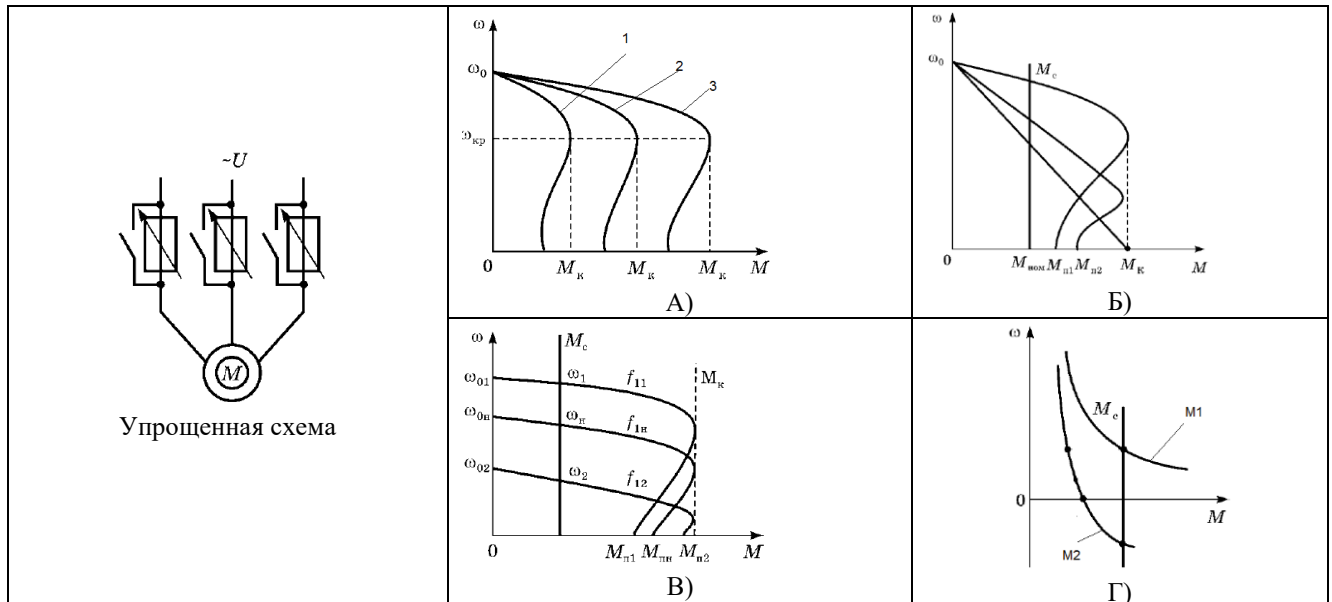 ~U
M
Упрощенная схема
ω
1
2
3
ω₀
ωкр
0
Mк
Mк
Mк
M
А)
ω
ω₀
Mс
0
Mном
Mп1
Mп2
Mк
M
Б)
ω
Mс
ω01
ω1
f11
Mк
ω0н
ωн
f1н
ω02
ω2
f12
0
Mп1
Mпн
Mп2
M
В)
ω
Mс
M1
0
M
M2
Г)